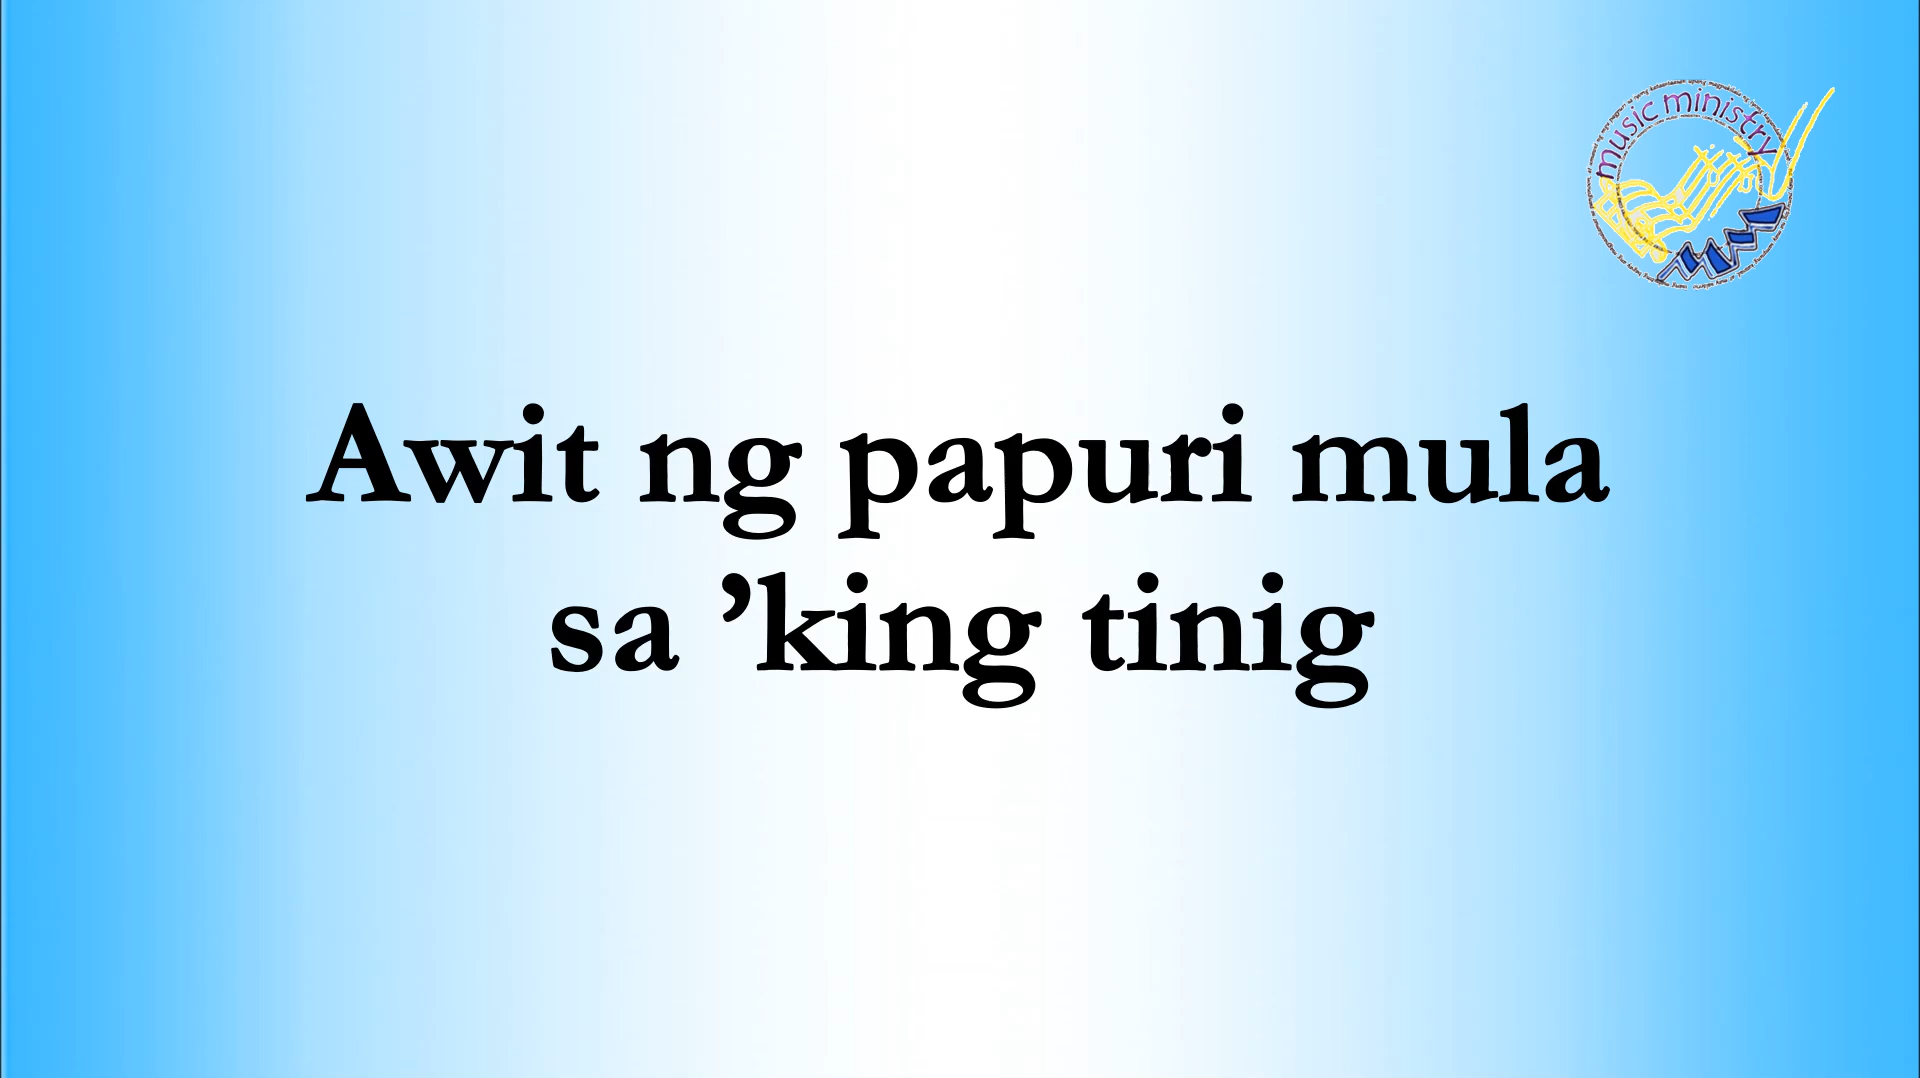 music ministry
Awit ng papuri mula
sa ’king tinig